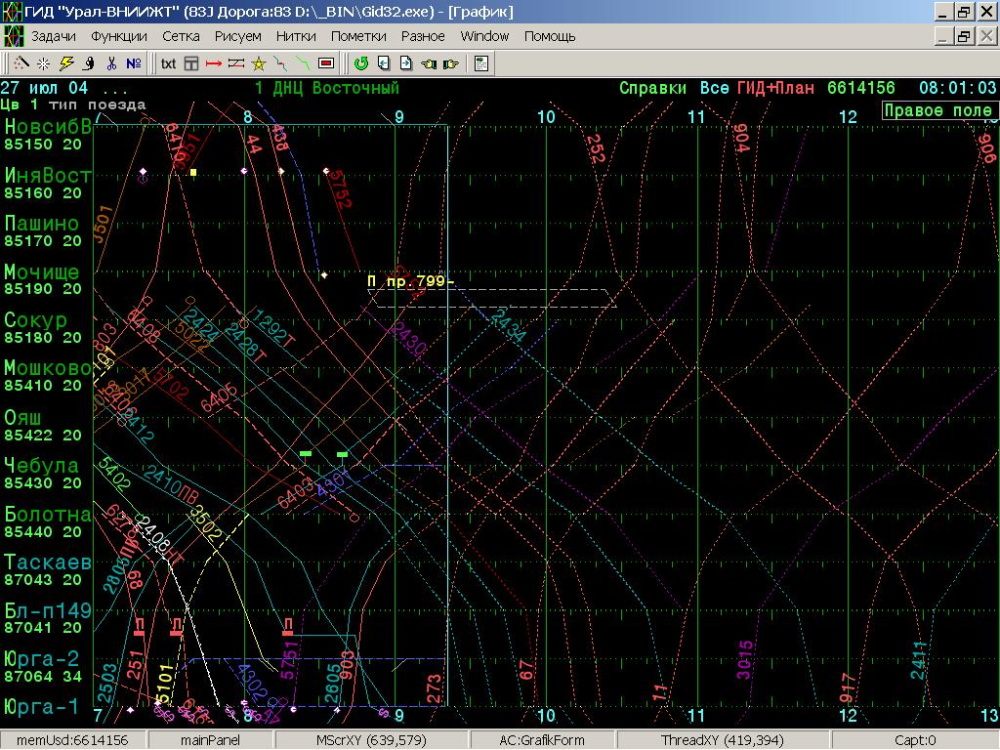 ГИД "Урал-ВНИИЖТ" (83J Дорога:83 D:\_BIN\Gid32.exe) - [График]
Задачи Функции Сетка Рисуем Нитки Пометки Разное Window Помощь
№ txt
27 июл 04 ... 1 ДНЦ Восточный Справки Все ГИД+План 6614156 08:01:03
Цв 1 тип поезда
Правое поле
7 8 9 10 11 12
НовсибВ
85150 20
ИняВост
85160 20
Пашино
85170 20
Мочище
85190 20
Сокур
85180 20
Мошково
85410 20
Ояш
85422 20
Чебула
85430 20
Болотна
85440 20
Таскаев
87043 20
Бл-п149
87041 20
Юрга-2
87064 34
Юрга-1
44
438
252
904
906
5752
П пр.799-
6408
2424
5022
2428Т
1292Т
2430
2434
5702
6405
2412
5402
2410ПВ
3502
6403
4301
2408НТ
68
2503
251
5101
4302
5751
2605
903
273
67
11
3015
917
2411
7 8 9 10 11 12 13
memUsd:6614156 mainPanel MScrXY (639,579) AC:GrafikForm ThreadXY (419,394) Capt:0